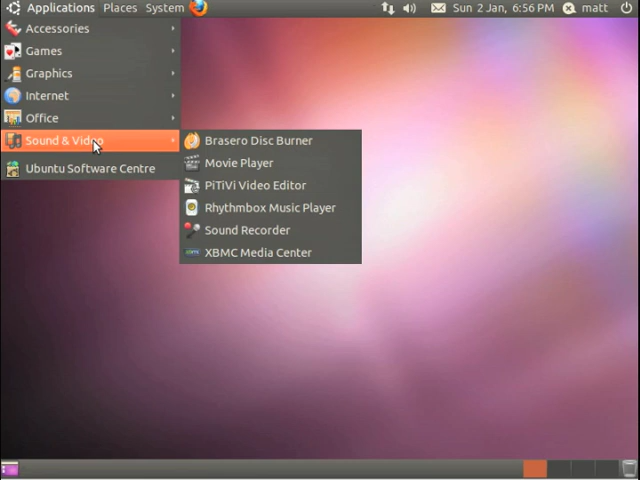 Applications Places System Sun 2 Jan, 6:56 PM matt
Accessories
Games
Graphics
Internet
Office
Sound & Video
Ubuntu Software Centre
Brasero Disc Burner
Movie Player
PiTiVi Video Editor
Rhythmbox Music Player
Sound Recorder
XBMC Media Center